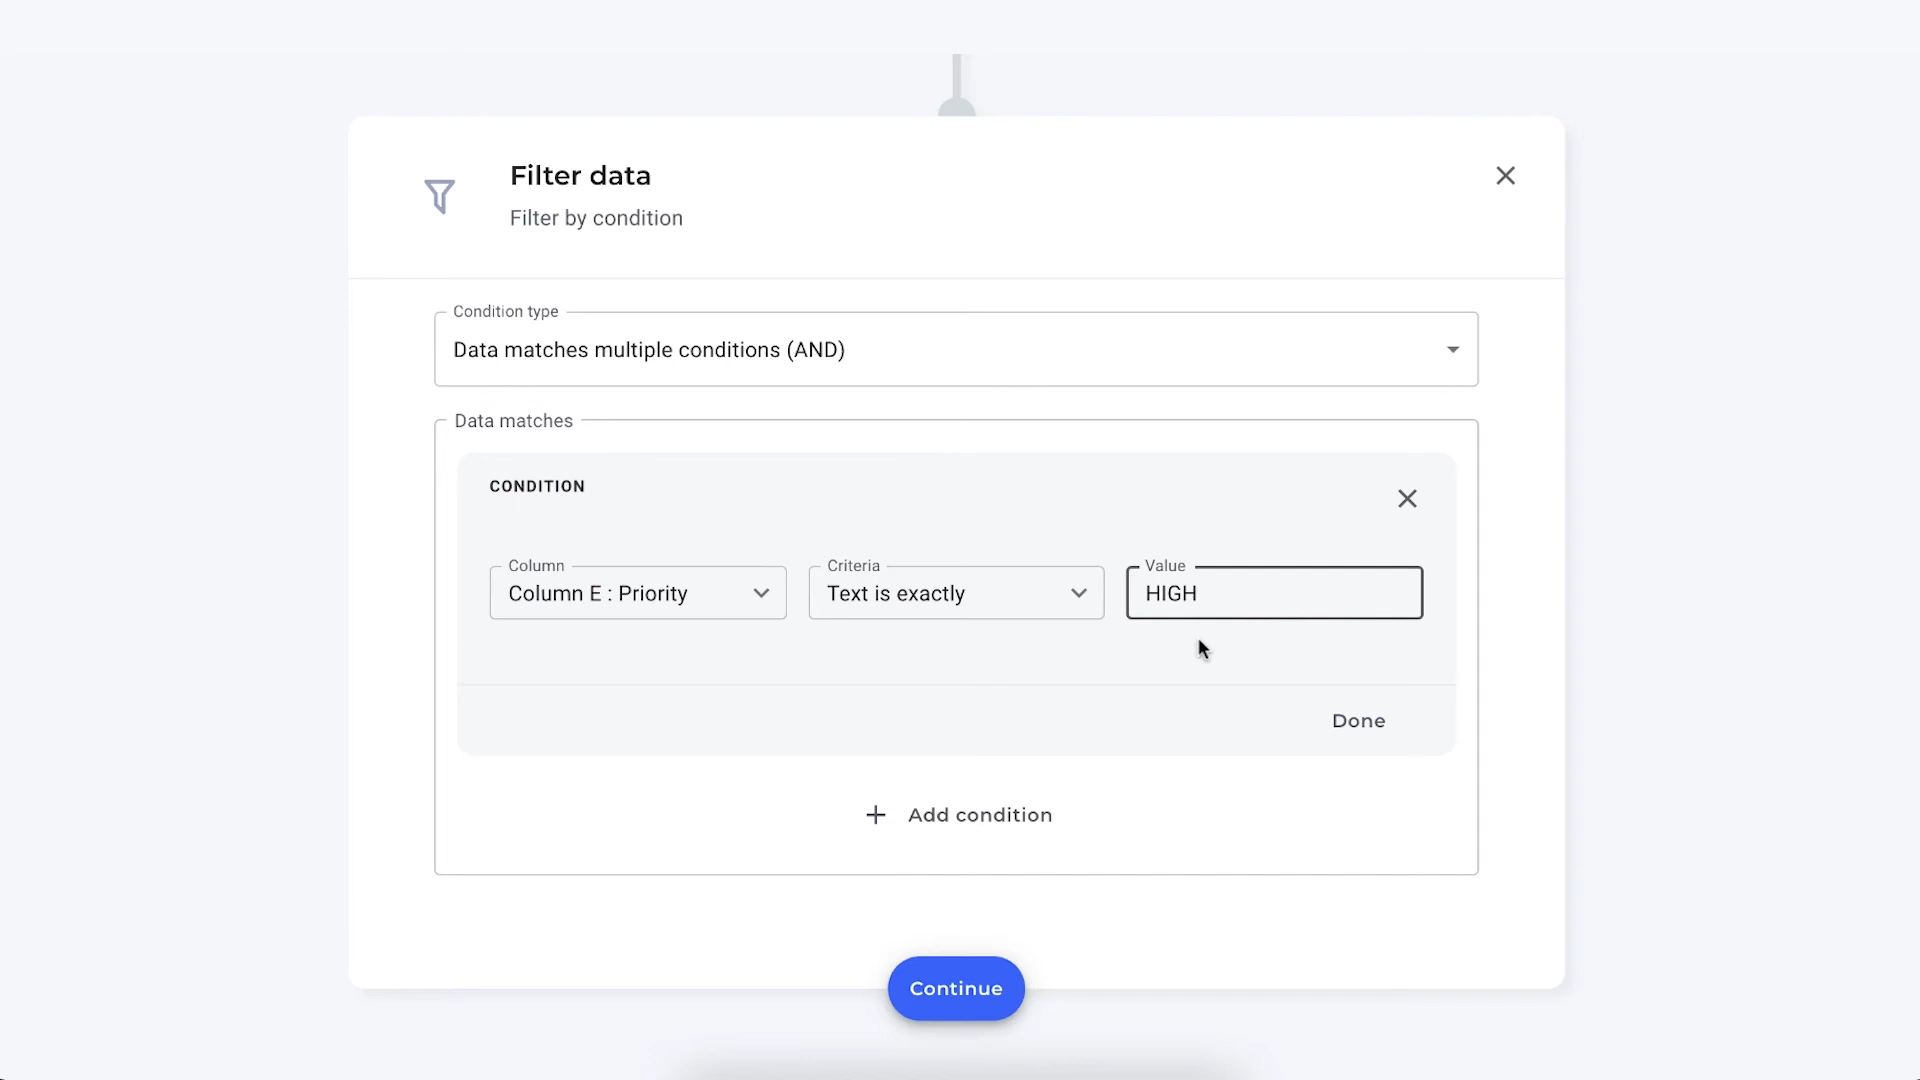 Filter data
Filter by condition
Condition type
Data matches multiple conditions (AND)
Data matches
CONDITION
Column
Criteria
Value
Column E : Priority
Text is exactly
HIGH
Done
+ Add condition
Continue